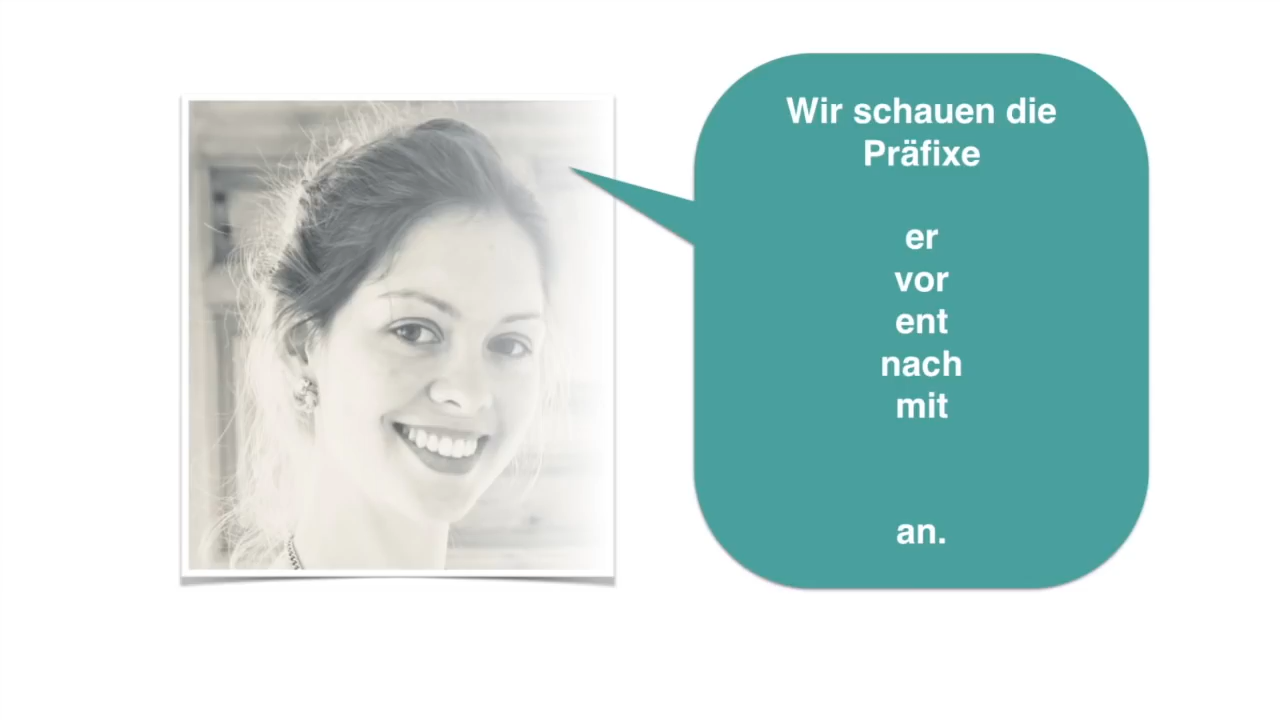 Wir schauen die
Präfixe
er
vor
ent
nach
mit
an.